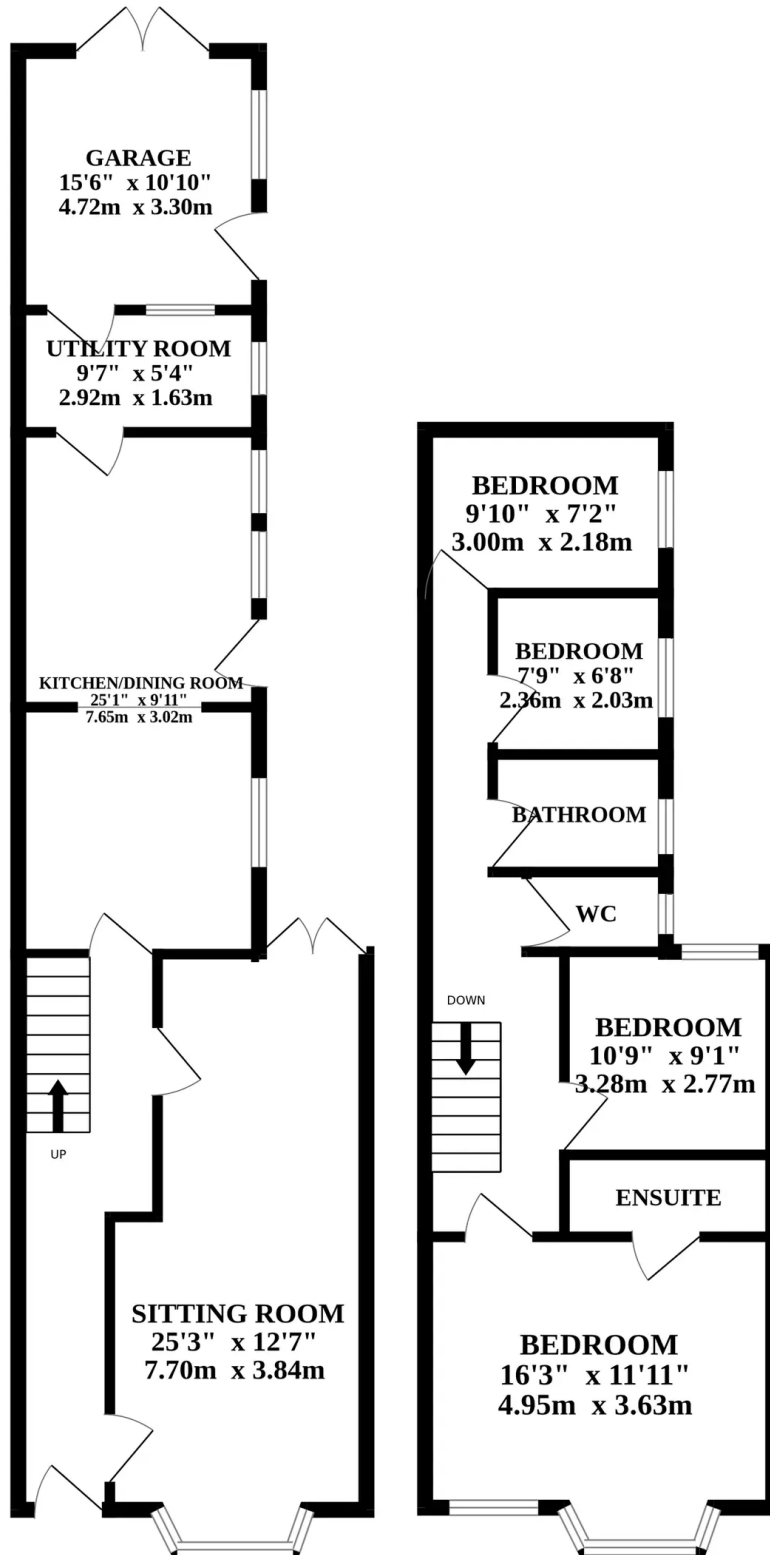 GARAGE
15'6" x 10'10"
4.72m x 3.30m
UTILITY ROOM
9'7" x 5'4"
2.92m x 1.63m
KITCHEN/DINING ROOM
25'1" x 9'11"
7.65m x 3.02m
UP
SITTING ROOM
25'3" x 12'7"
7.70m x 3.84m
BEDROOM
9'10" x 7'2"
3.00m x 2.18m
BEDROOM
7'9" x 6'8"
2.36m x 2.03m
BATHROOM
WC
DOWN
BEDROOM
10'9" x 9'1"
3.28m x 2.77m
ENSUITE
BEDROOM
16'3" x 11'11"
4.95m x 3.63m